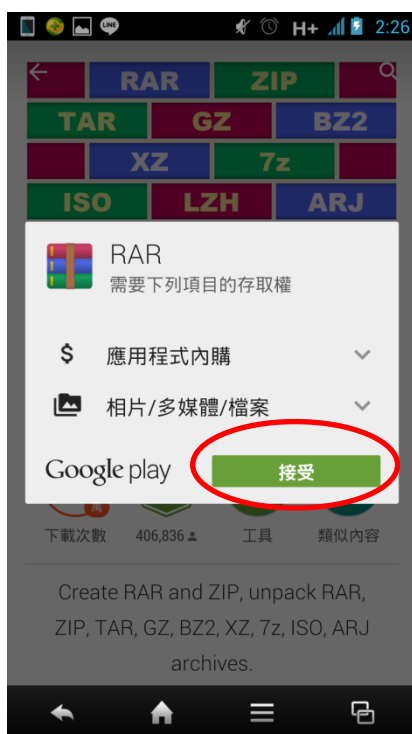 LINE H+ 2:26
RAR ZIP
TAR GZ BZ2
XZ 7z
ISO LZH ARJ
RAR
需要下列項目的存取權
$ 應用程式內購
相片/多媒體/檔案
Google play 接受
萬
下載次數 406,836 工具 類似內容
Create RAR and ZIP, unpack RAR,
ZIP, TAR, GZ, BZ2, XZ, 7z, ISO, ARJ
archives.